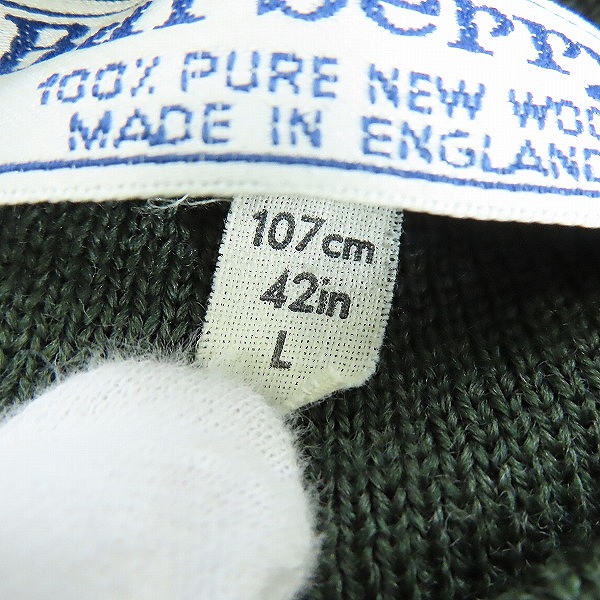 100% PURE NEW WOO
MADE IN ENGLAND
107cm
42in
L